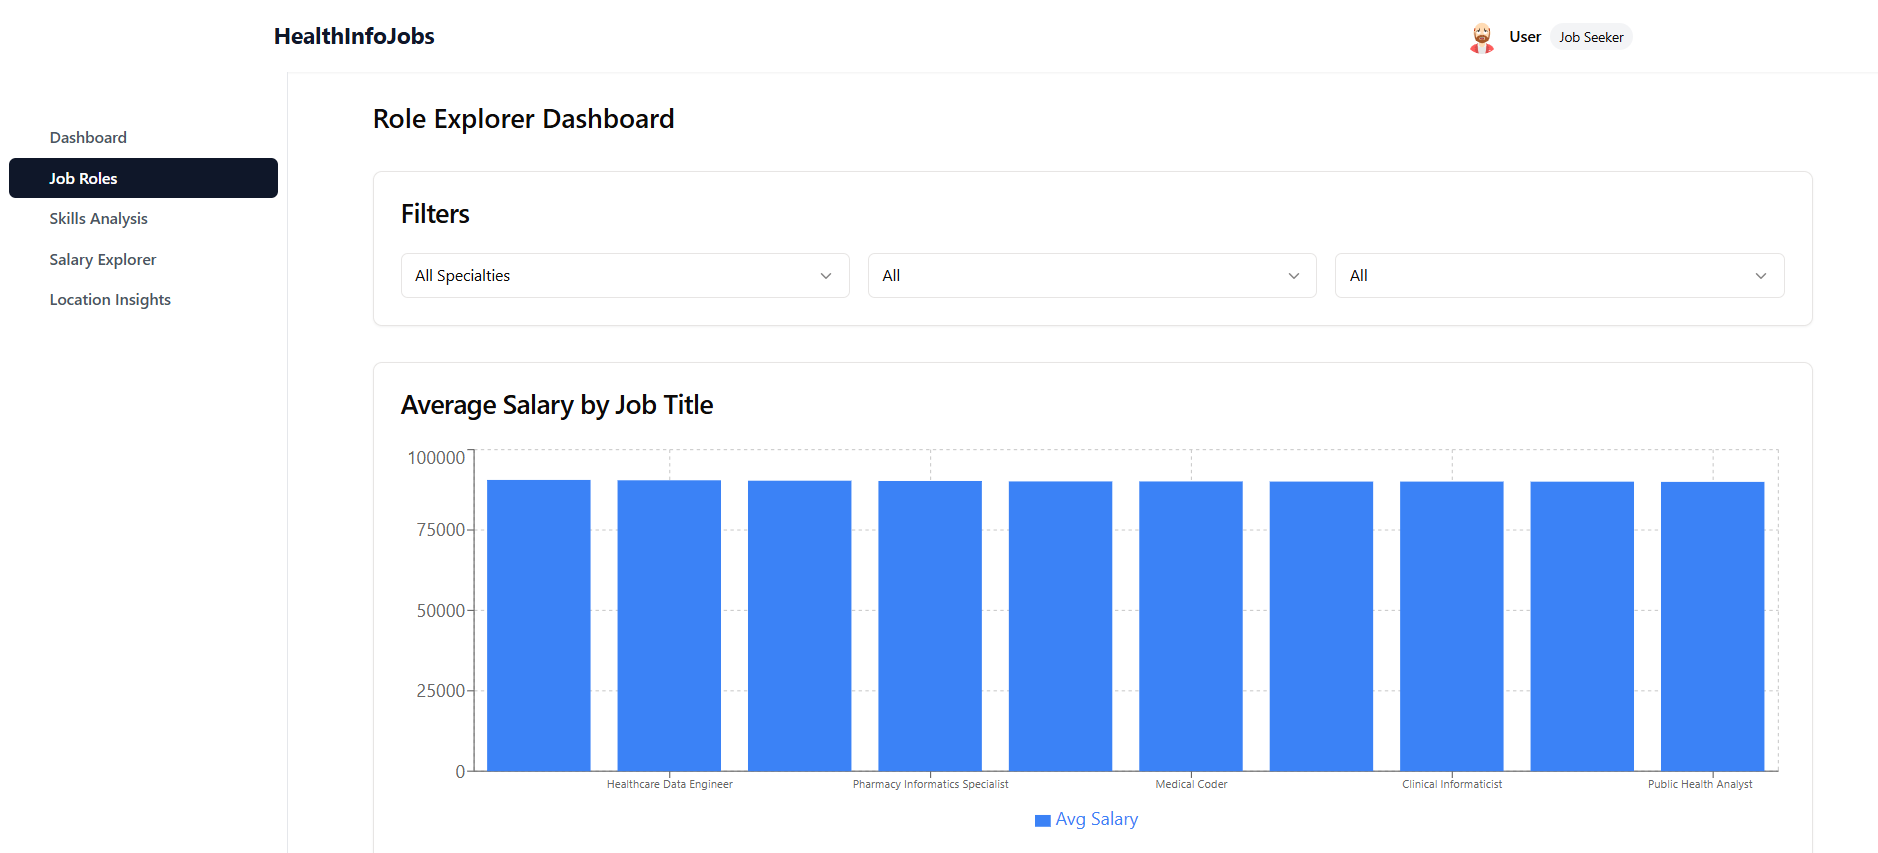 HealthInfoJobs
User
Job Seeker
Dashboard
Job Roles
Skills Analysis
Salary Explorer
Location Insights
Role Explorer Dashboard
Filters
All Specialties
All
All
Average Salary by Job Title
100000
75000
50000
25000
0
Healthcare Data Engineer
Pharmacy Informatics Specialist
Medical Coder
Clinical Informaticist
Public Health Analyst
Avg Salary